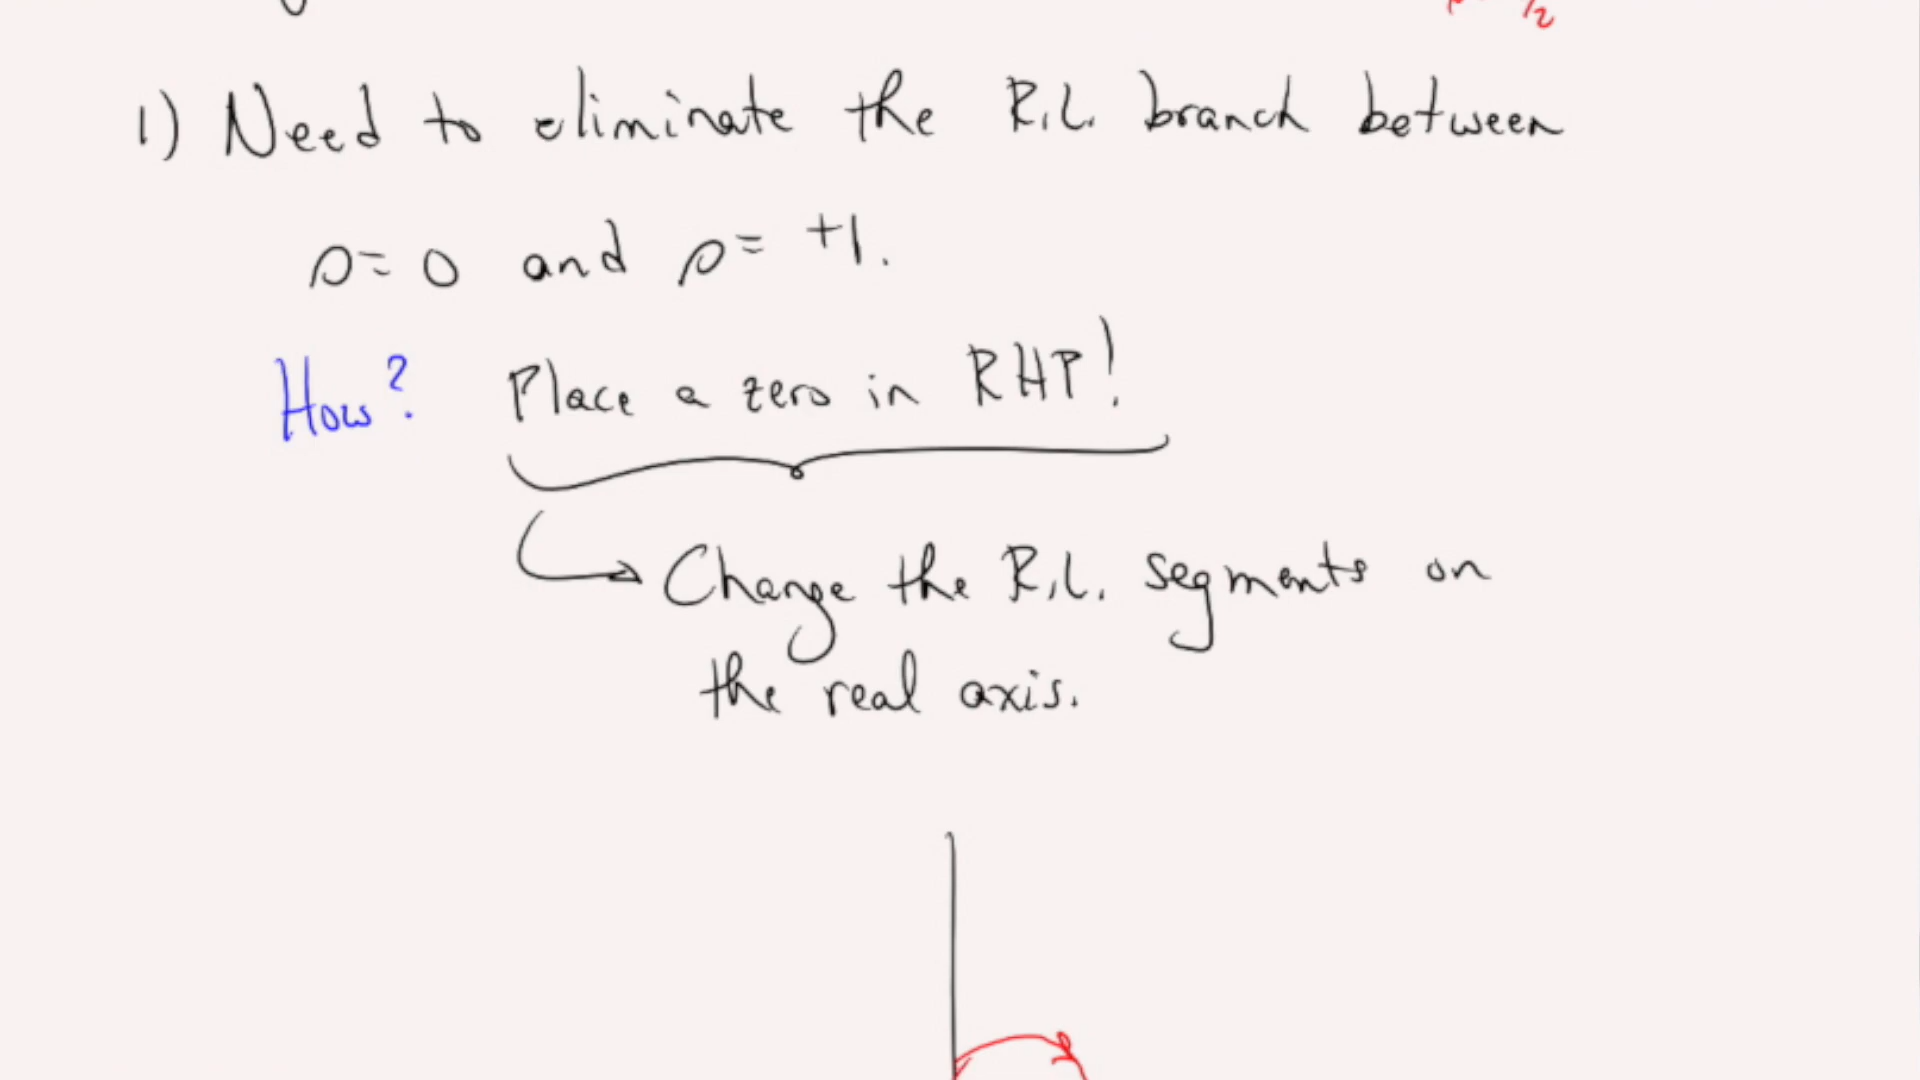 1) Need to eliminate the R.L. branch between
s=0 and s= +1.
How? Place a zero in RHP!
Change the R.L. segments on
the real axis.